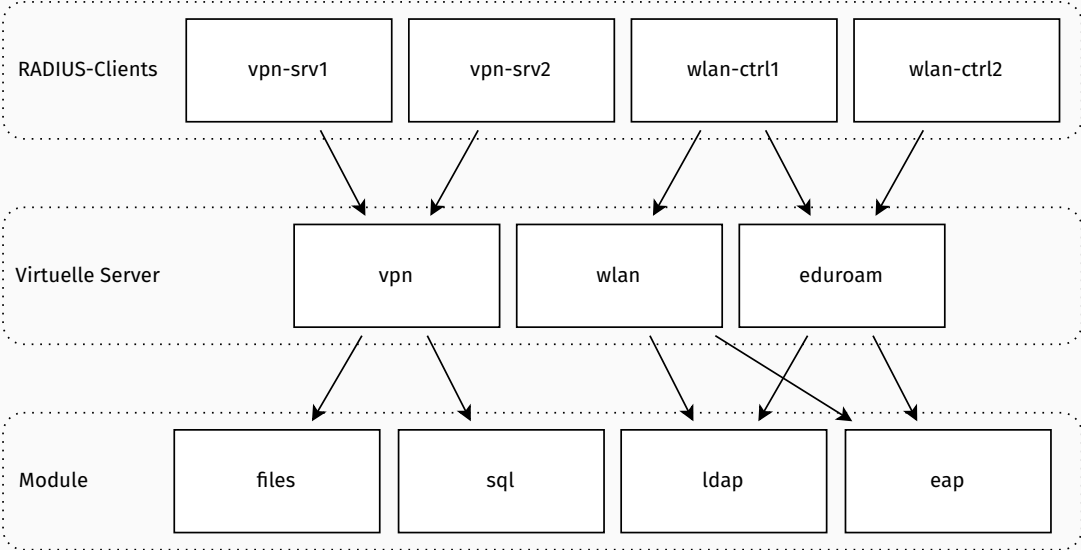 RADIUS-Clients
vpn-srv1
vpn-srv2
wlan-ctrl1
wlan-ctrl2
Virtuelle Server
vpn
wlan
eduroam
Module
files
sql
ldap
eap